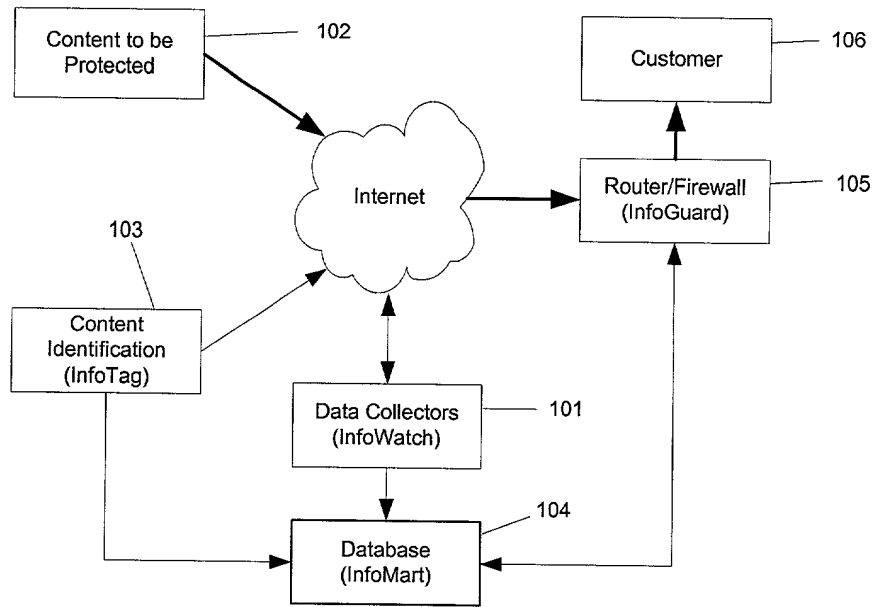 Content to be
Protected
102
Customer
106
Internet
Router/Firewall
(InfoGuard)
105
103
Content
Identification
(InfoTag)
Data Collectors
(InfoWatch)
101
Database
(InfoMart)
104